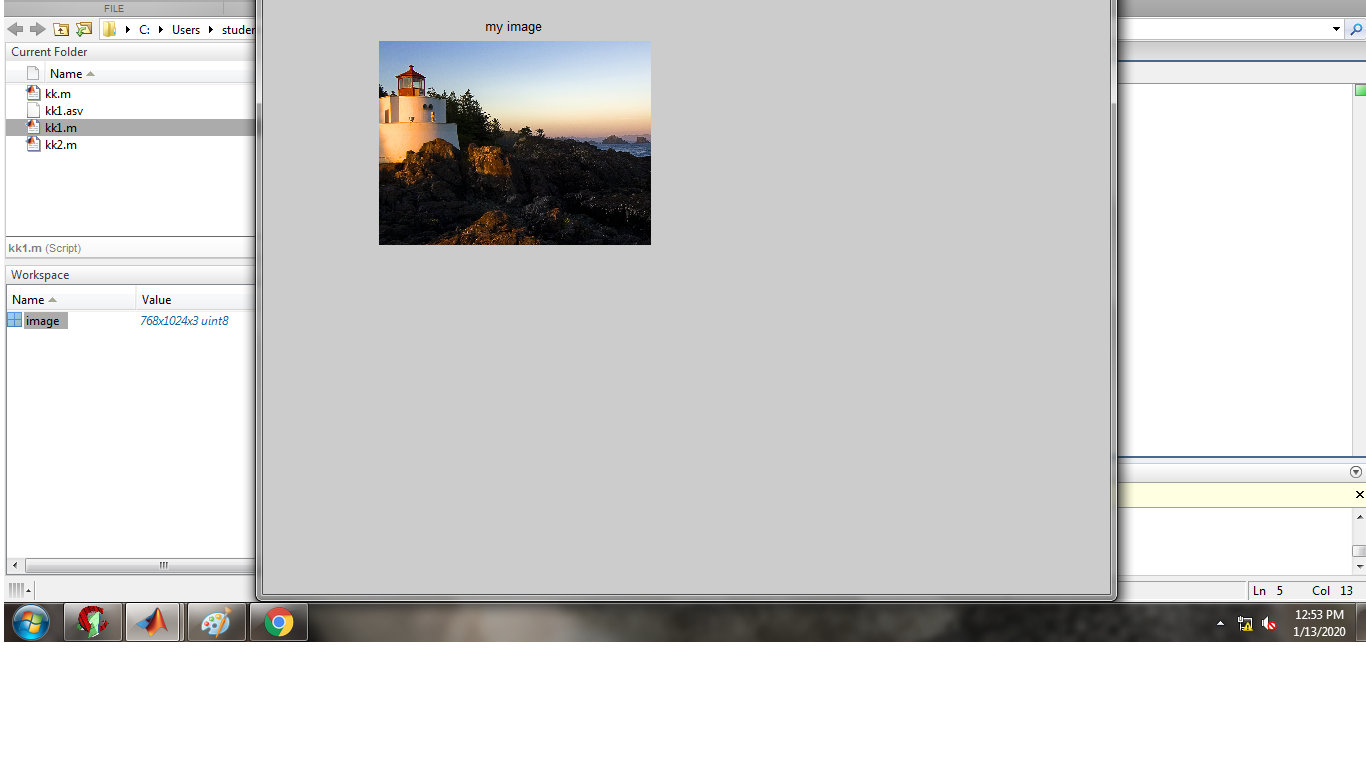 FILE
my image
C: Users studen
Current Folder
Name
kk.m
kk1.asv
kk1.m
kk2.m
kk1.m (Script)
Workspace
Name Value
image 768x1024x3 uint8
Ln 5 Col 13
12:53 PM
1/13/2020